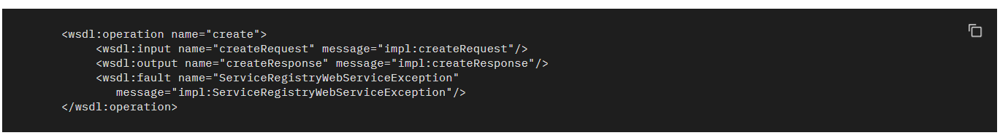 <wsdl:operation name="create">
<wsdl:input name="createRequest" message="impl:createRequest"/>
<wsdl:output name="createResponse" message="impl:createResponse"/>
<wsdl:fault name="ServiceRegistryWebServiceException"
message="impl:ServiceRegistryWebServiceException"/>
</wsdl:operation>